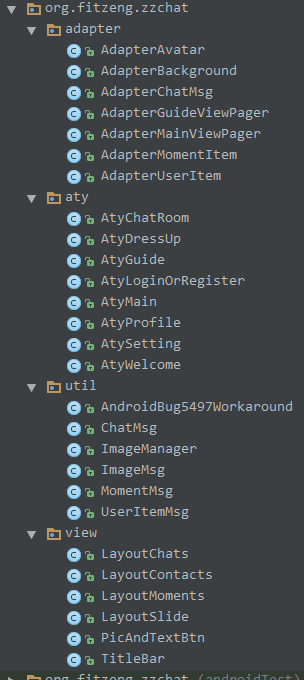 org.fitzeng.zzchat
adapter
AdapterAvatar
AdapterBackground
AdapterChatMsg
AdapterGuideViewPager
AdapterMainViewPager
AdapterMomentItem
AdapterUserItem
aty
AtyChatRoom
AtyDressUp
AtyGuide
AtyLoginOrRegister
AtyMain
AtyProfile
AtySetting
AtyWelcome
util
AndroidBug5497Workaround
ChatMsg
ImageManager
ImageMsg
MomentMsg
UserItemMsg
view
LayoutChats
LayoutContacts
LayoutMoments
LayoutSlide
PicAndTextBtn
TitleBar
org.fitzeng.zzchat (androidTest)